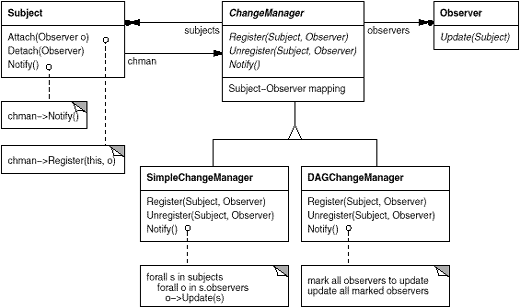 Subject
Attach(Observer o)
Detach(Observer)
Notify()
chman->Notify()
chman->Register(this, o)
subjects
chman
ChangeManager
Register(Subject, Observer)
Unregister(Subject, Observer)
Notify()
Subject-Observer mapping
observers
Observer
Update(Subject)
SimpleChangeManager
Register(Subject, Observer)
Unregister(Subject, Observer)
Notify()
forall s in subjects
forall o in s.observers
o->Update(s)
DAGChangeManager
Register(Subject, Observer)
Unregister(Subject, Observer)
Notify()
mark all observers to update
update all marked observers